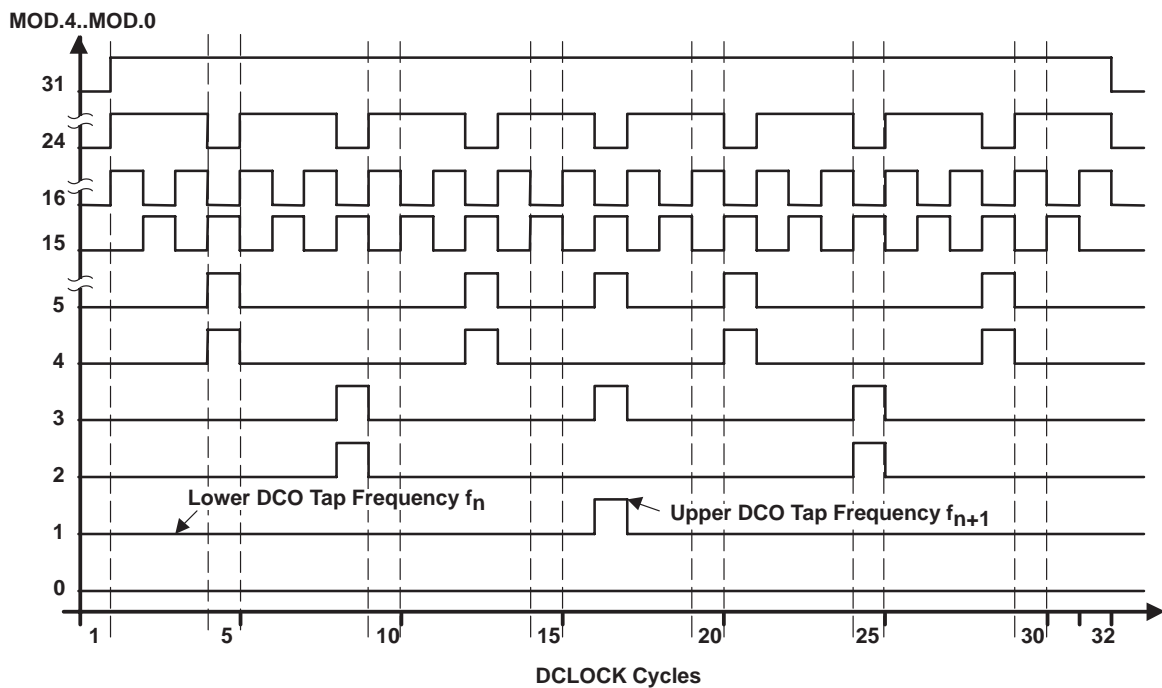 MOD.4..MOD.0
31
24
16
15
5
4
3
2
Lower DCO Tap Frequency fn
Upper DCO Tap Frequency fn+1
1
0
1 5 10 15 20 25 30 32
DCLOCK Cycles